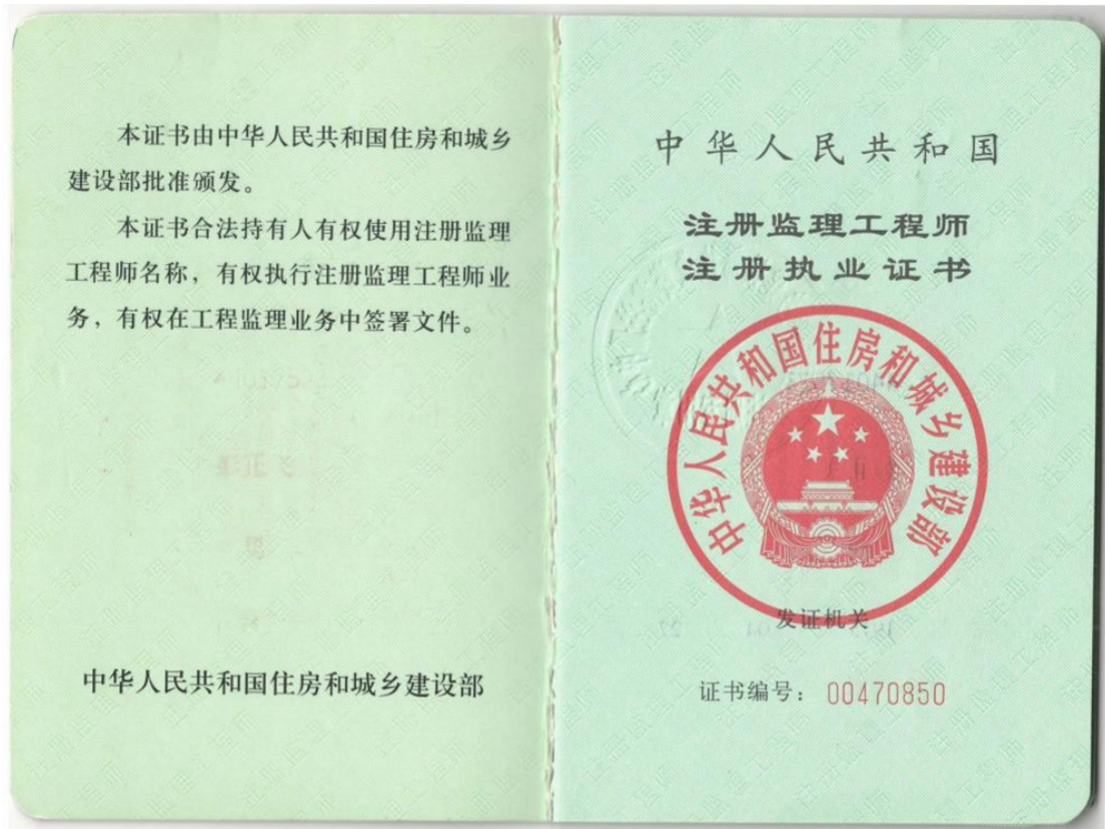 本证书由中华人民共和国住房和城乡
建设部批准颁发。
本证书合法持有人有权使用注册监理
工程师名称，有权执行注册监理工程师业
务，有权在工程监理业务中签署文件。
中华人民共和国住房和城乡建设部
中华人民共和国
注册监理工程师
注册执业证书
中华人民共和国住房和城乡建设部
发证机关
证书编号：00470850